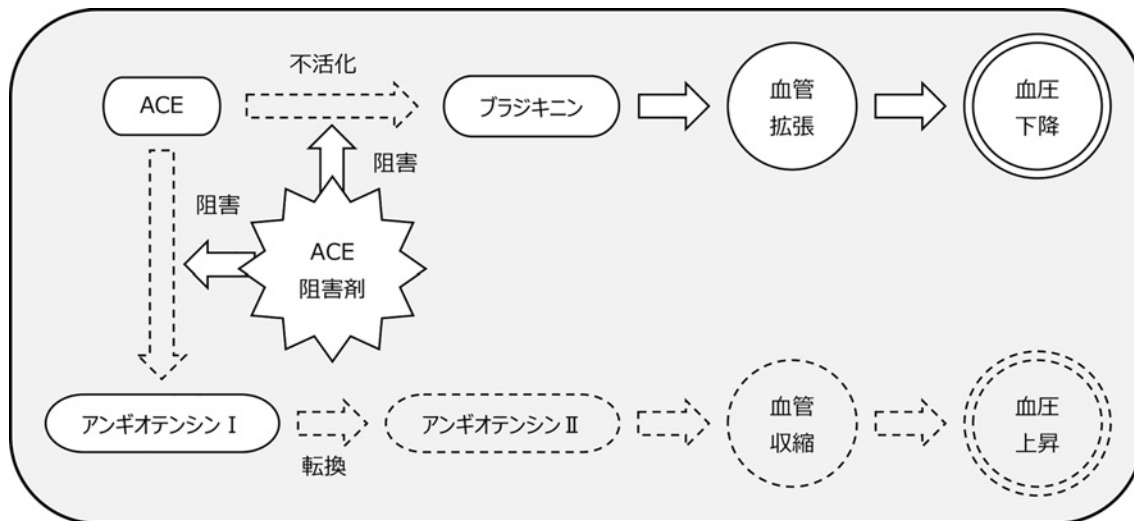 不活化
ACE
ブラジキニン
血管
拡張
血圧
下降
阻害
阻害
ACE
阻害剤
アンギオテンシンⅠ
転換
アンギオテンシンⅡ
血管
収縮
血圧
上昇